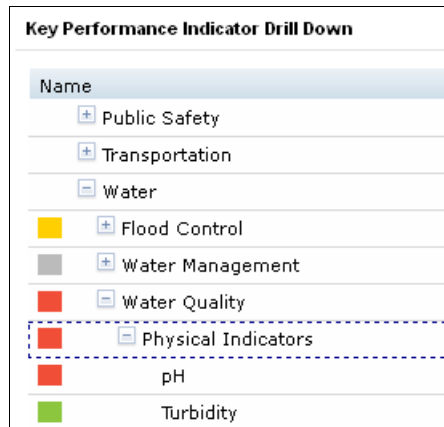 Key Performance Indicator Drill Down
Name
Public Safety
Transportation
Water
Flood Control
Water Management
Water Quality
Physical Indicators
pH
Turbidity